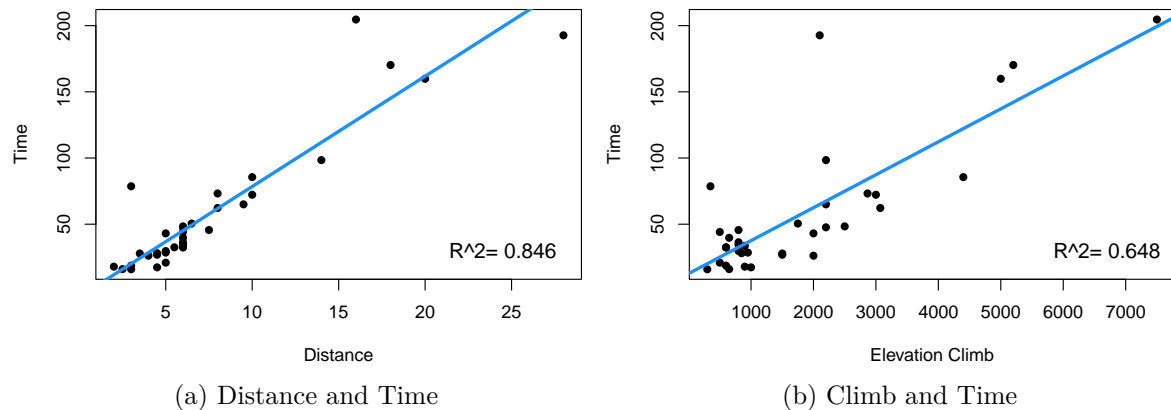 Time
200
150
100
50
R^2= 0.846
5 10 15 20 25
Distance
(a) Distance and Time
Time
200
150
100
50
R^2= 0.648
1000 2000 3000 4000 5000 6000 7000
Elevation Climb
(b) Climb and Time